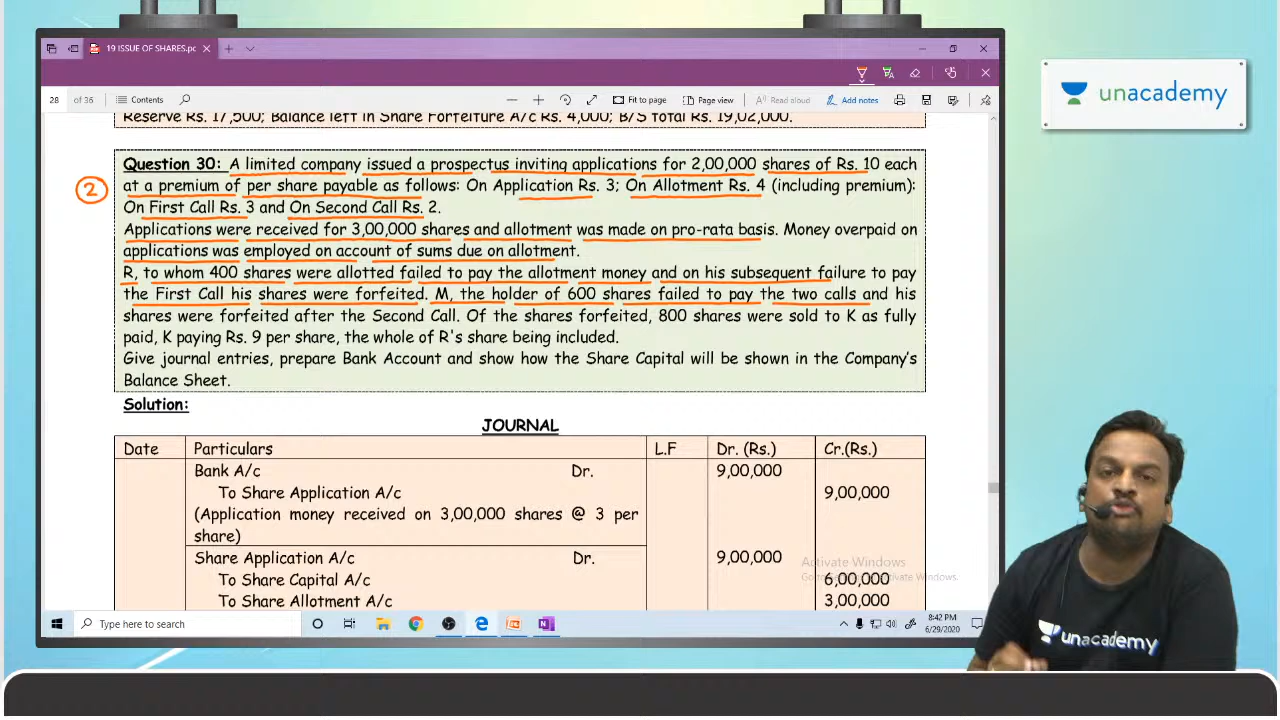 19 ISSUE OF SHARES.pc
28 of 36 Contents Fit to page Page view Read aloud Add notes
unacademy
Reserve Rs. 17,500; Balance left in Share Forfeiture A/c Rs. 4,000; B/S total Rs. 19,02,000.
Question 30: A limited company issued a prospectus inviting applications for 2,00,000 shares of Rs. 10 each
2 at a premium of per share payable as follows: On Application Rs. 3; On Allotment Rs. 4 (including premium):
On First Call Rs. 3 and On Second Call Rs. 2.
Applications were received for 3,00,000 shares and allotment was made on pro-rata basis. Money overpaid on
applications was employed on account of sums due on allotment.
R, to whom 400 shares were allotted failed to pay the allotment money and on his subsequent failure to pay
the First Call his shares were forfeited. M, the holder of 600 shares failed to pay the two calls and his
shares were forfeited after the Second Call. Of the shares forfeited, 800 shares were sold to K as fully
paid, K paying Rs. 9 per share, the whole of R's share being included.
Give journal entries, prepare Bank Account and show how the Share Capital will be shown in the Company's
Balance Sheet.
Solution:
JOURNAL
Date Particulars L.F Dr. (Rs.) Cr.(Rs.)
Bank A/c Dr. 9,00,000
To Share Application A/c 9,00,000
(Application money received on 3,00,000 shares @ 3 per
share)
Share Application A/c Dr. 9,00,000
To Share Capital A/c 6,00,000
To Share Allotment A/c 3,00,000
Activate Windows
Type here to search
8:42 PM
6/29/2020
unacademy